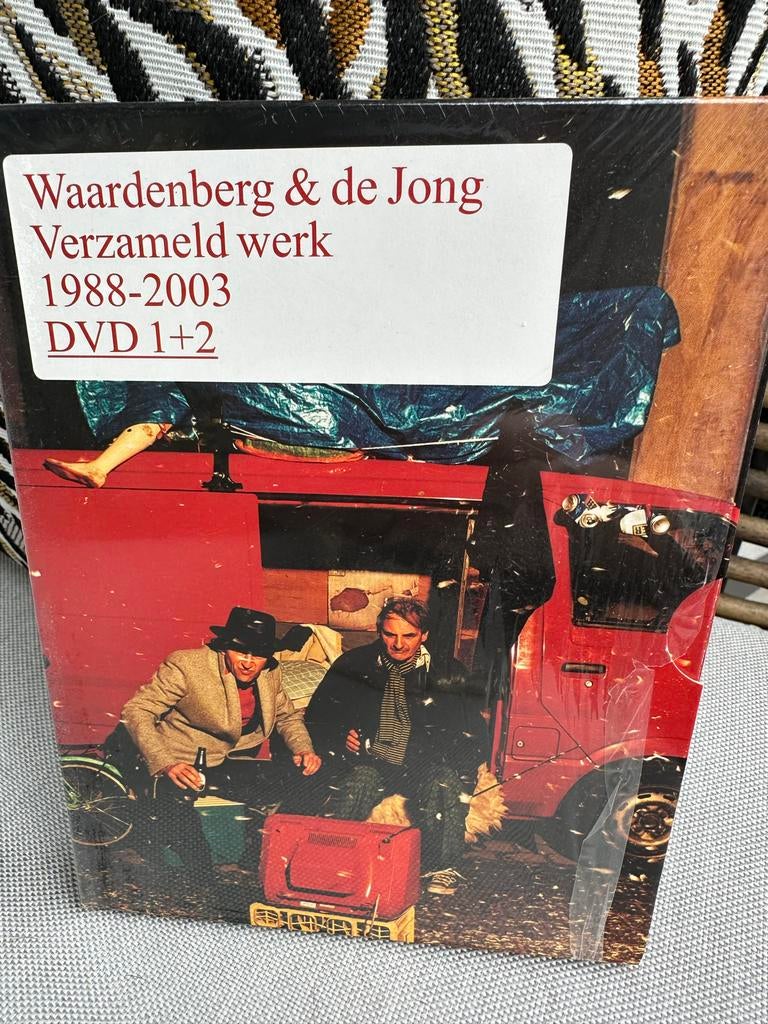 Waardenberg & de Jong
Verzameld werk
1988-2003
DVD 1+2